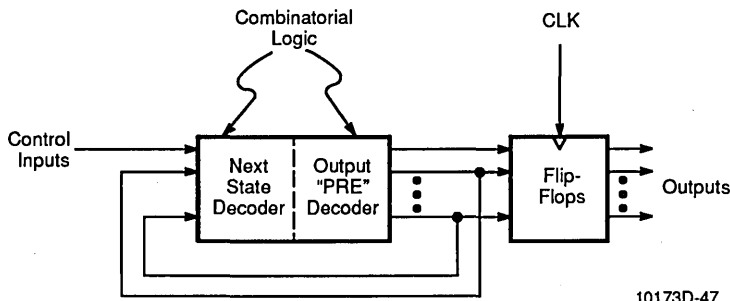 Combinatorial
Logic
CLK
Control
Inputs
Next
State
Decoder
Output
"PRE"
Decoder
Flip-
Flops
Outputs
10173D-47